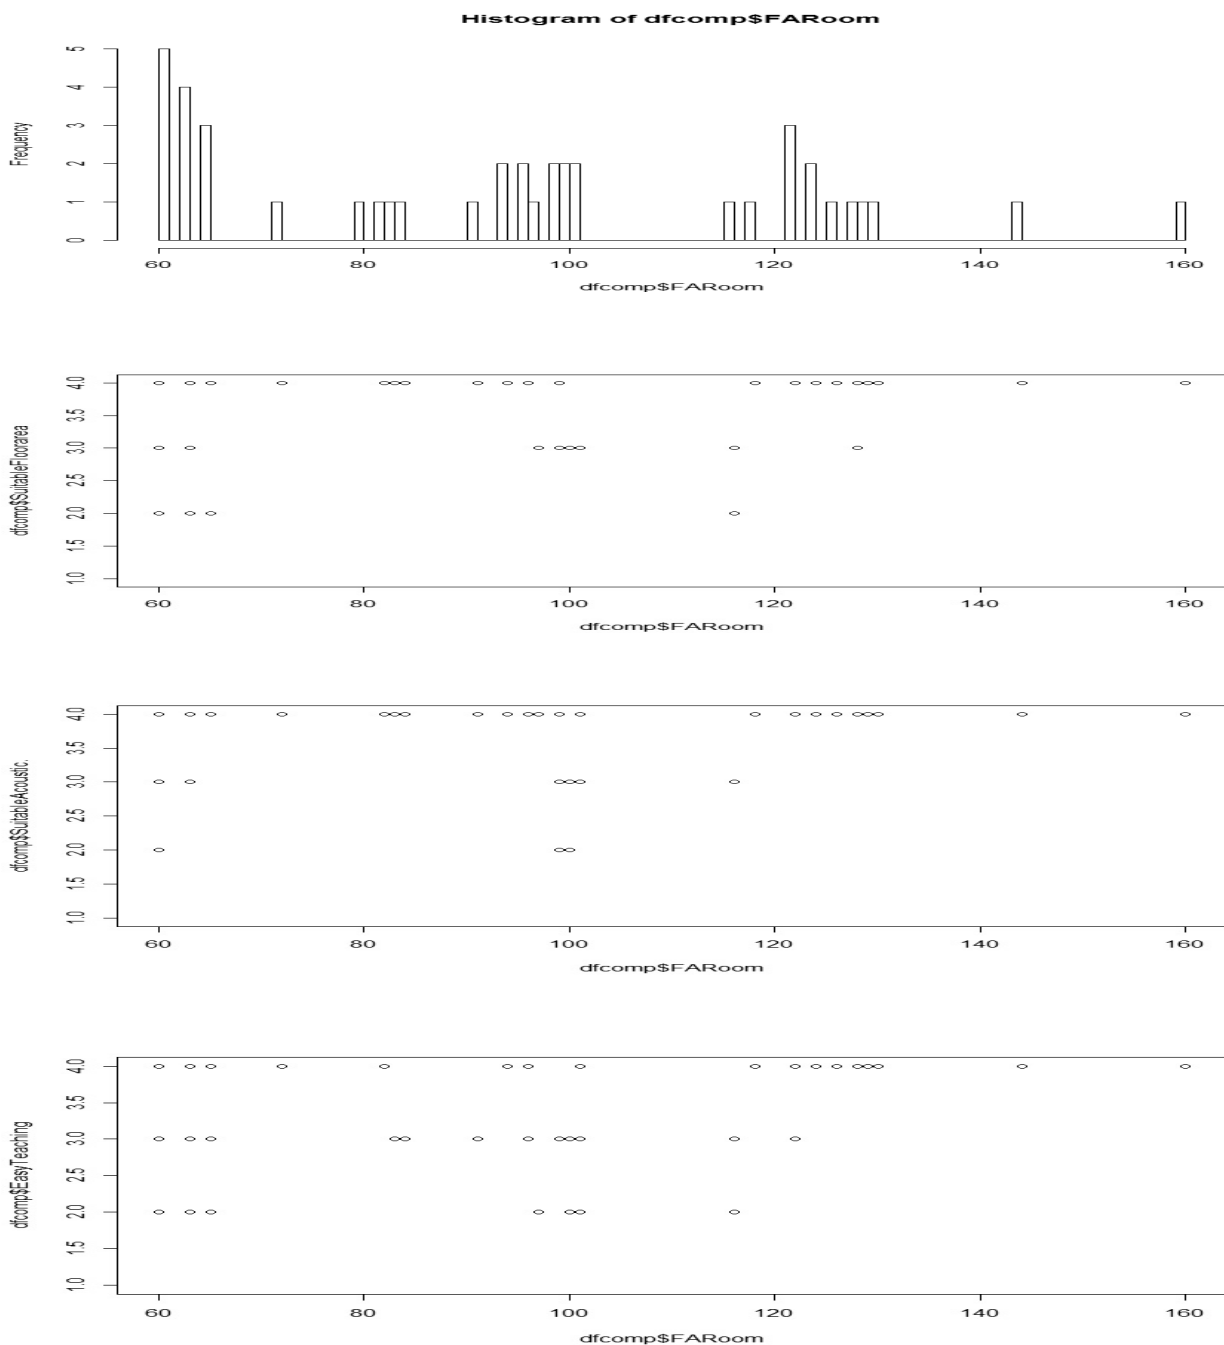 Histogram of dfcomp$FARoom
Frequency
0 1 2 3 4 5
60 80 100 120 140 160
dfcomp$FARoom
dfcomp$SuitableFloorarea
1.0 1.5 2.0 2.5 3.0 3.5 4.0
60 80 100 120 140 160
dfcomp$FARoom
dfcomp$SuitableAcoustic.
1.0 1.5 2.0 2.5 3.0 3.5 4.0
60 80 100 120 140 160
dfcomp$FARoom
dfcomp$EasyTeaching
1.0 1.5 2.0 2.5 3.0 3.5 4.0
60 80 100 120 140 160
dfcomp$FARoom